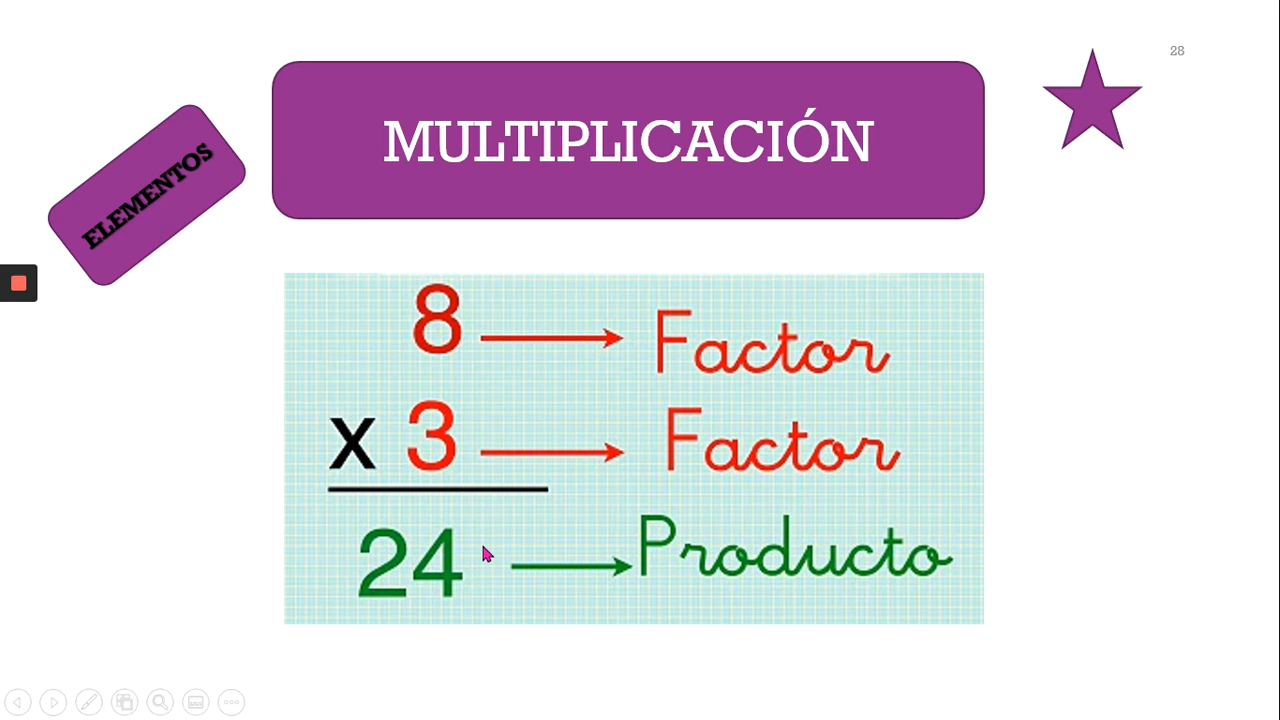 28
MULTIPLICACIÓN
ELEMENTOS
8 Factor
x 3 Factor
24 Producto